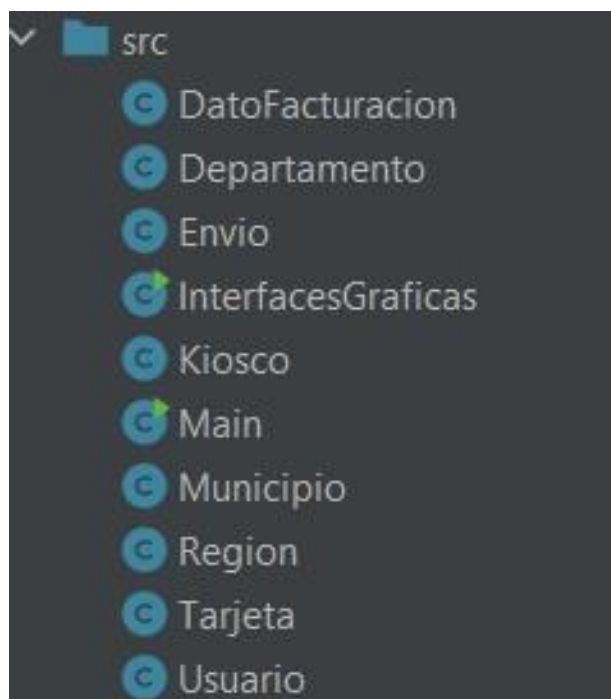 src
DatoFacturacion
Departamento
Envio
InterfacesGraficas
Kiosco
Main
Municipio
Region
Tarjeta
Usuario